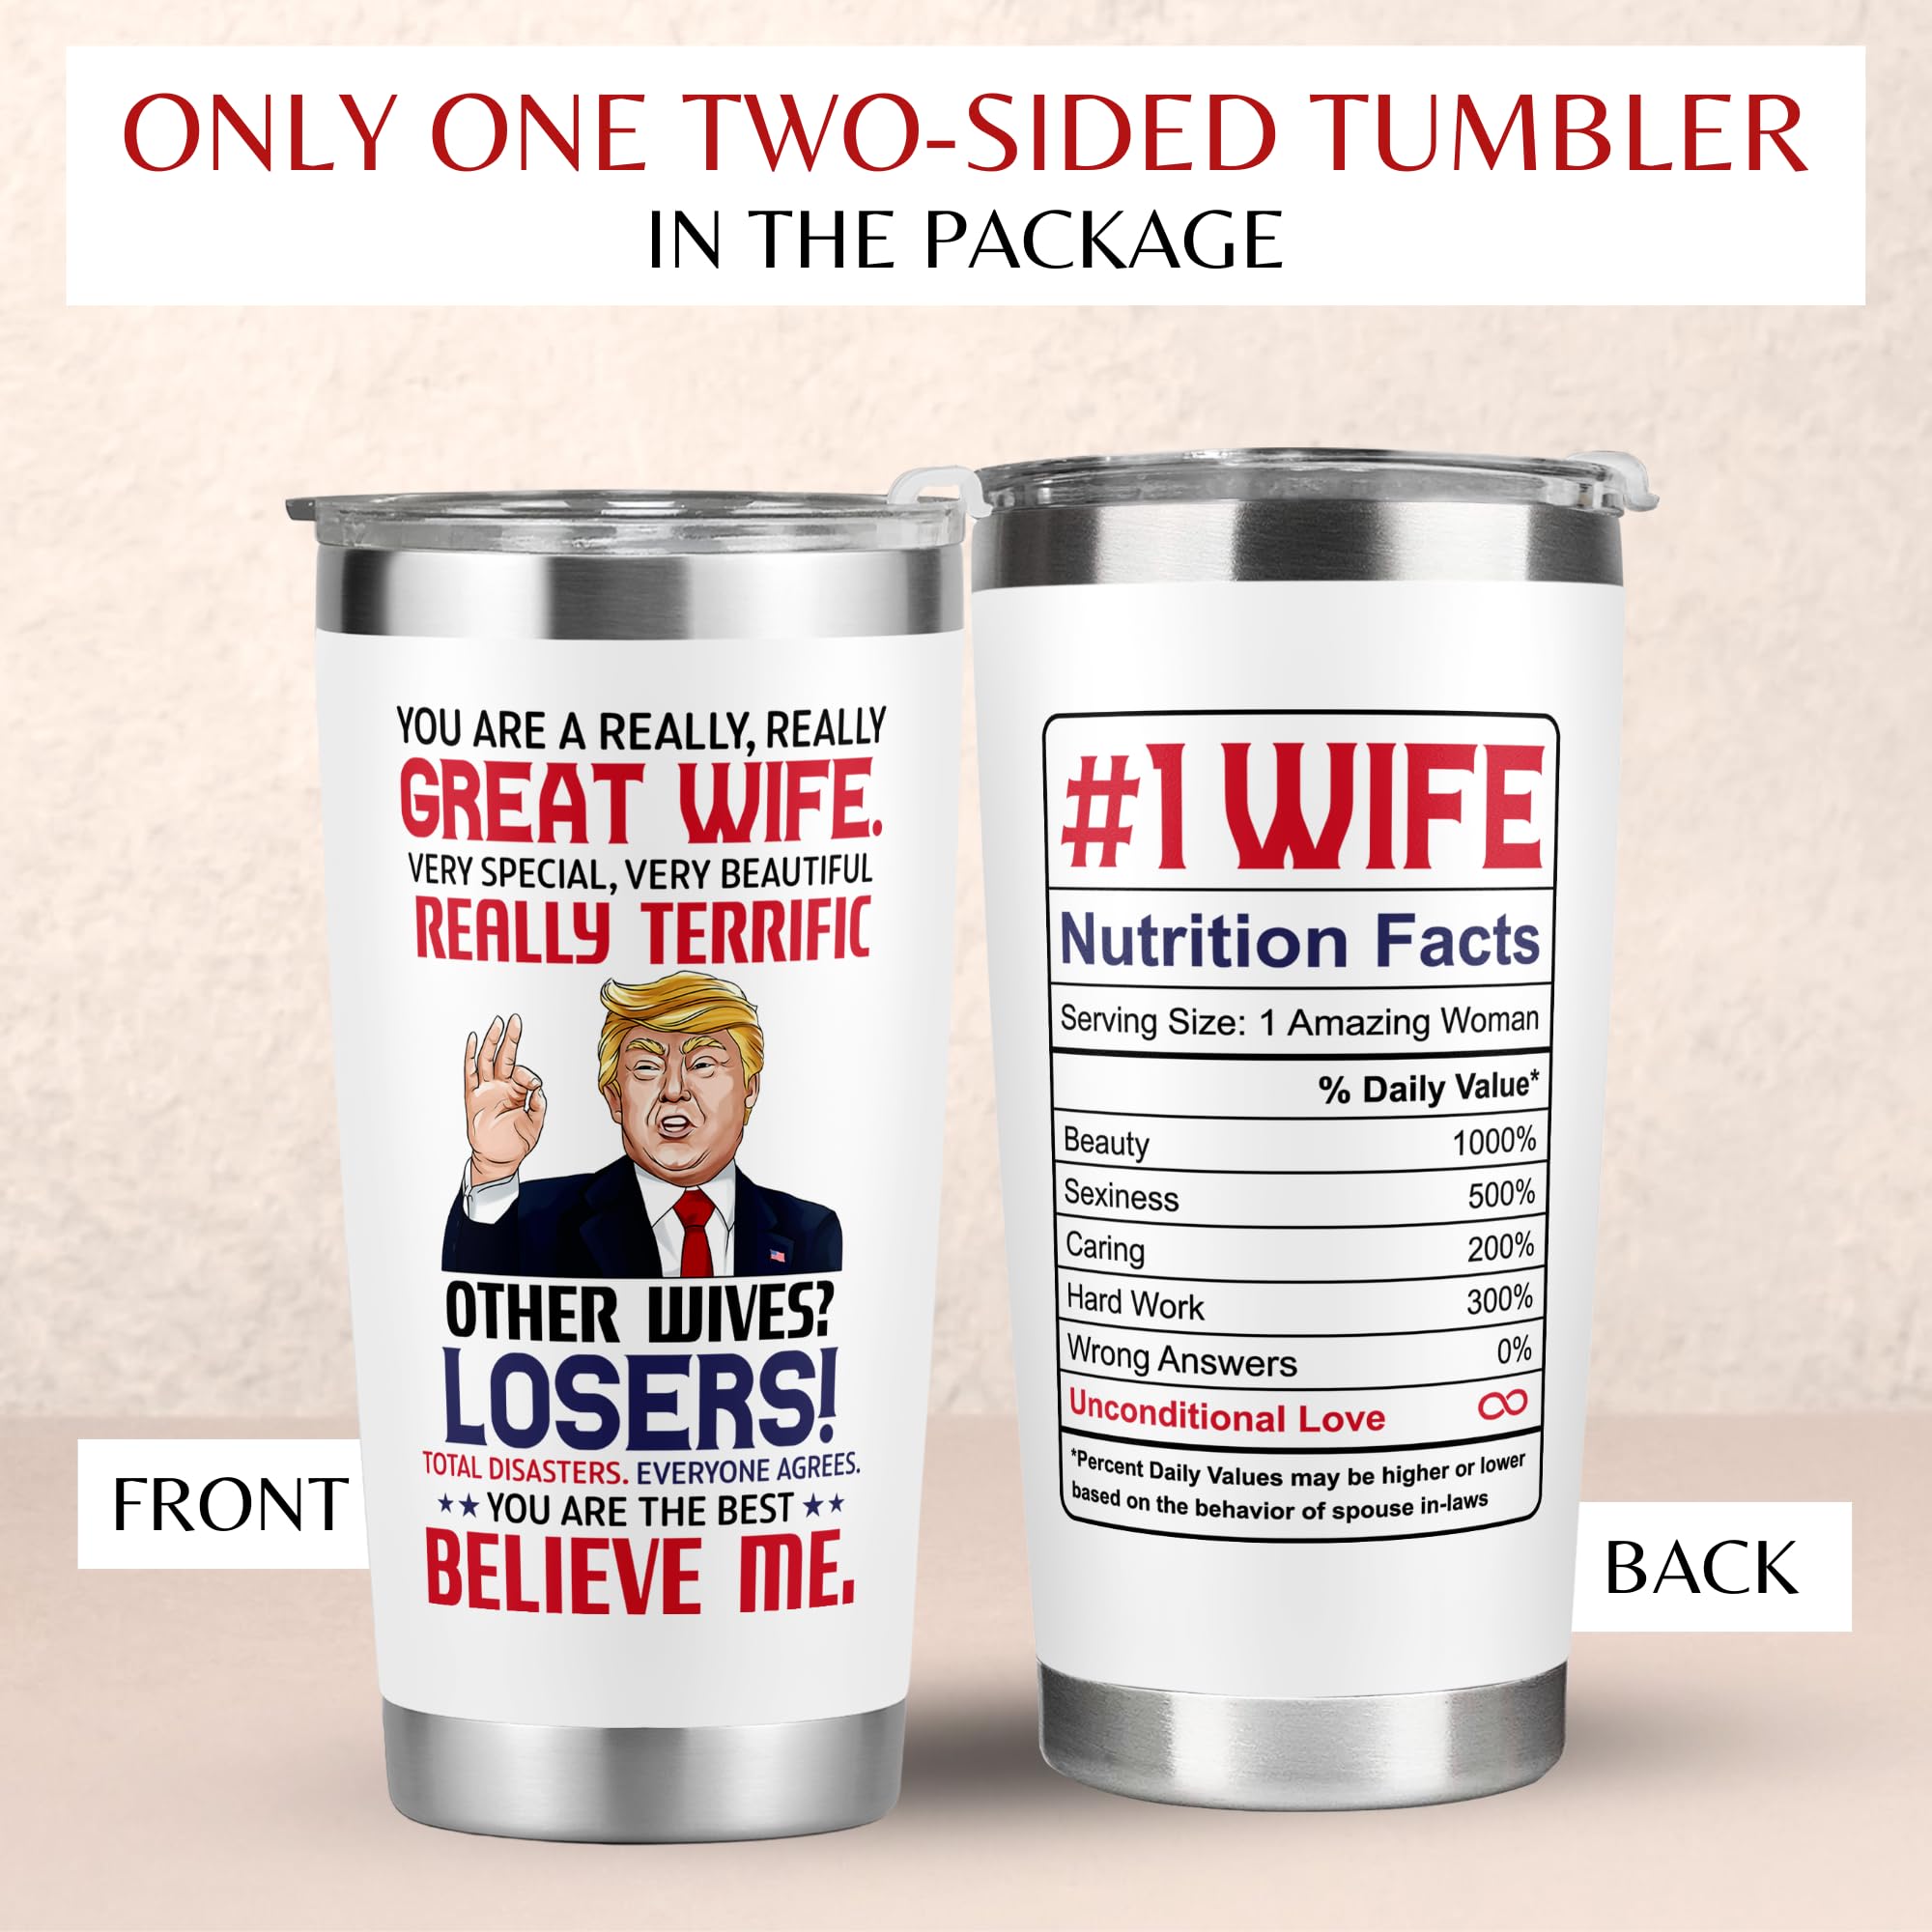 ONLY ONE TWO-SIDED TUMBLER
IN THE PACKAGE
YOU ARE A REALLY, REALLY
GREAT WIFE.
VERY SPECIAL, VERY BEAUTIFUL
REALLY TERRIFIC
OTHER WIVES?
LOSERS!
TOTAL DISASTERS. EVERYONE AGREES.
★★ YOU ARE THE BEST ★★
BELIEVE ME.
FRONT
#1 WIFE
Nutrition Facts
Serving Size: 1 Amazing Woman
% Daily Value*
Beauty 1000%
Sexiness 500%
Caring 200%
Hard Work 300%
Wrong Answers 0%
Unconditional Love ∞
*Percent Daily Values may be higher or lower
based on the behavior of spouse in-laws
BACK